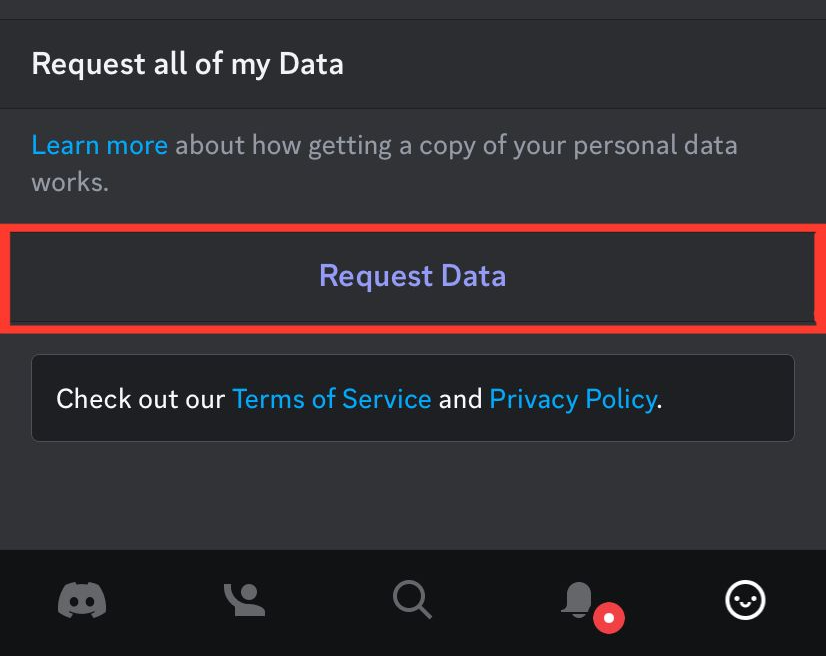 Request all of my Data
Learn more about how getting a copy of your personal data
works.
Request Data
Check out our Terms of Service and Privacy Policy.